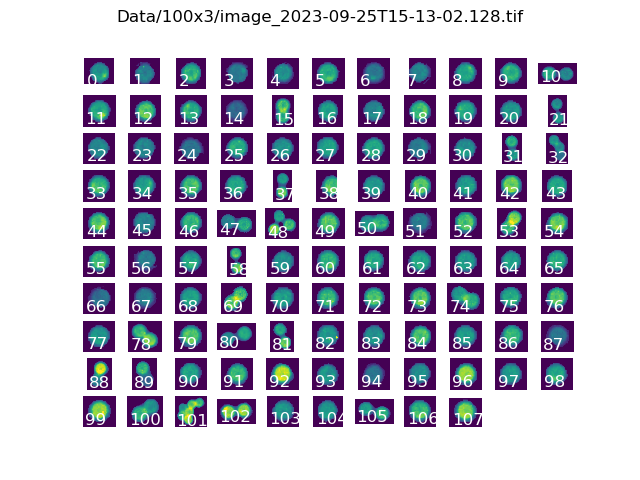 Data/100x3/image_2023-09-25T15-13-02.128.tif
0 1 2 3 4 5 6 7 8 9 10
11 12 13 14 15 16 17 18 19 20 21
22 23 24 25 26 27 28 29 30 31 32
33 34 35 36 37 38 39 40 41 42 43
44 45 46 47 48 49 50 51 52 53 54
55 56 57 58 59 60 61 62 63 64 65
66 67 68 69 70 71 72 73 74 75 76
77 78 79 80 81 82 83 84 85 86 87
88 89 90 91 92 93 94 95 96 97 98
99 100 101 102 103 104 105 106 107